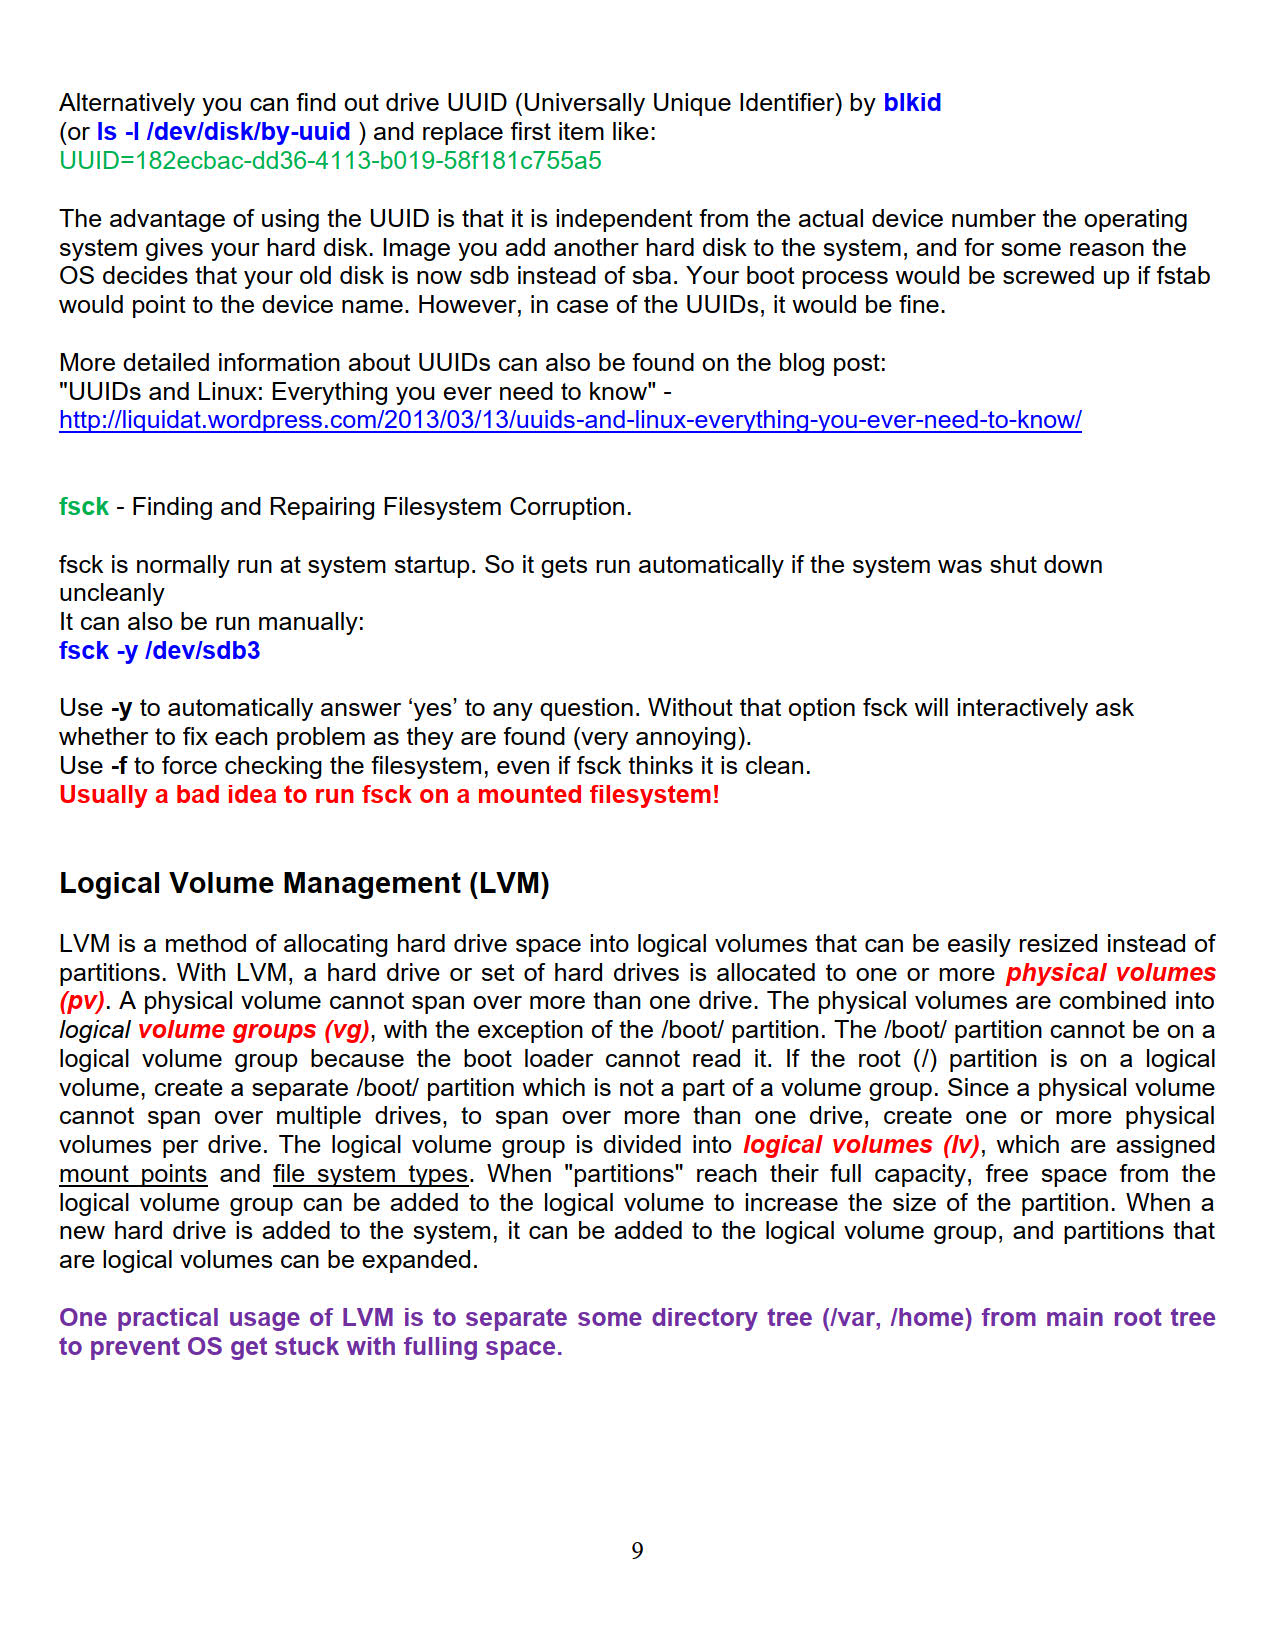 Alternatively you can find out drive UUID (Universally Unique Identifier) by blkid
(or ls -l /dev/disk/by-uuid ) and replace first item like:
UUID=182ecbac-dd36-4113-b019-58f181c755a5
The advantage of using the UUID is that it is independent from the actual device number the operating
system gives your hard disk. Image you add another hard disk to the system, and for some reason the
OS decides that your old disk is now sdb instead of sba. Your boot process would be screwed up if fstab
would point to the device name. However, in case of the UUIDs, it would be fine.
More detailed information about UUIDs can also be found on the blog post:
"UUIDs and Linux: Everything you ever need to know" -
http://liquidat.wordpress.com/2013/03/13/uuids-and-linux-everything-you-ever-need-to-know/
fsck - Finding and Repairing Filesystem Corruption.
fsck is normally run at system startup. So it gets run automatically if the system was shut down
uncleanly
It can also be run manually:
fsck -y /dev/sdb3
Use -y to automatically answer ‘yes’ to any question. Without that option fsck will interactively ask
whether to fix each problem as they are found (very annoying).
Use -f to force checking the filesystem, even if fsck thinks it is clean.
Usually a bad idea to run fsck on a mounted filesystem!
Logical Volume Management (LVM)
LVM is a method of allocating hard drive space into logical volumes that can be easily resized instead of
partitions. With LVM, a hard drive or set of hard drives is allocated to one or more physical volumes
(pv). A physical volume cannot span over more than one drive. The physical volumes are combined into
logical volume groups (vg), with the exception of the /boot/ partition. The /boot/ partition cannot be on a
logical volume group because the boot loader cannot read it. If the root (/) partition is on a logical
volume, create a separate /boot/ partition which is not a part of a volume group. Since a physical volume
cannot span over multiple drives, to span over more than one drive, create one or more physical
volumes per drive. The logical volume group is divided into logical volumes (lv), which are assigned
mount points and file system types. When "partitions" reach their full capacity, free space from the
logical volume group can be added to the logical volume to increase the size of the partition. When a
new hard drive is added to the system, it can be added to the logical volume group, and partitions that
are logical volumes can be expanded.
One practical usage of LVM is to separate some directory tree (/var, /home) from main root tree
to prevent OS get stuck with fulling space.
9